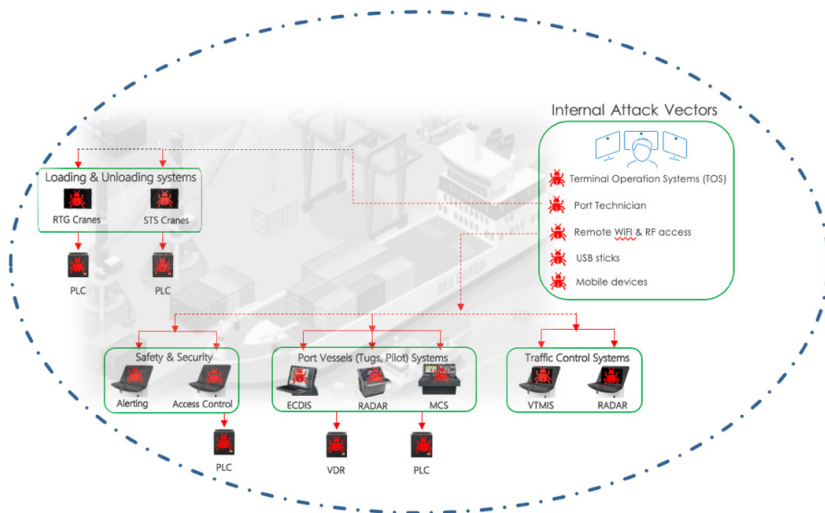 Internal Attack Vectors
Terminal Operation Systems (TOS)
Port Technician
Remote WiFI & RF access
USB sticks
Mobile devices
Loading & Unloading systems
RTG Cranes
STS Cranes
PLC
PLC
Safety & Security
Alerting
Access Control
PLC
Port Vessels (Tugs, Pilot) Systems
ECDIS
RADAR
MCS
VDR
PLC
Traffic Control Systems
VTMIS
RADAR